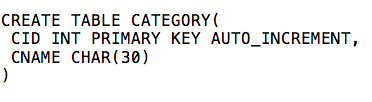 CREATE TABLE CATEGORY(
 CID INT PRIMARY KEY AUTO_INCREMENT,
 CNAME CHAR(30)
)